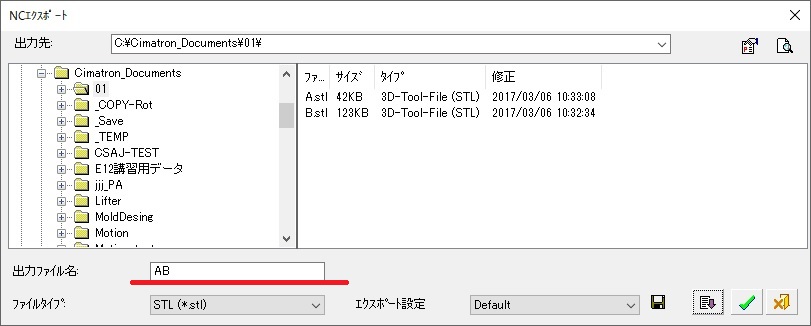 NCｴｸｽﾎﾟｰﾄ
出力先:
C:¥Cimatron_Documents¥01¥
Cimatron_Documents
01
_COPY-Rot
_Save
_TEMP
CSAJ-TEST
E12講習用データ
jjj_PA
Lifter
MoldDesing
Motion
ﾌｧ... ｻｲｽﾞ ﾀｲﾌﾟ 修正
A.stl 42KB 3D-Tool-File (STL) 2017/03/06 10:33:08
B.stl 123KB 3D-Tool-File (STL) 2017/03/06 10:32:34
出力ﾌｧｲﾙ名:
AB
ﾌｧｲﾙﾀｲﾌﾟ:
STL (*.stl)
ｴｸｽﾎﾟｰﾄ設定
Default